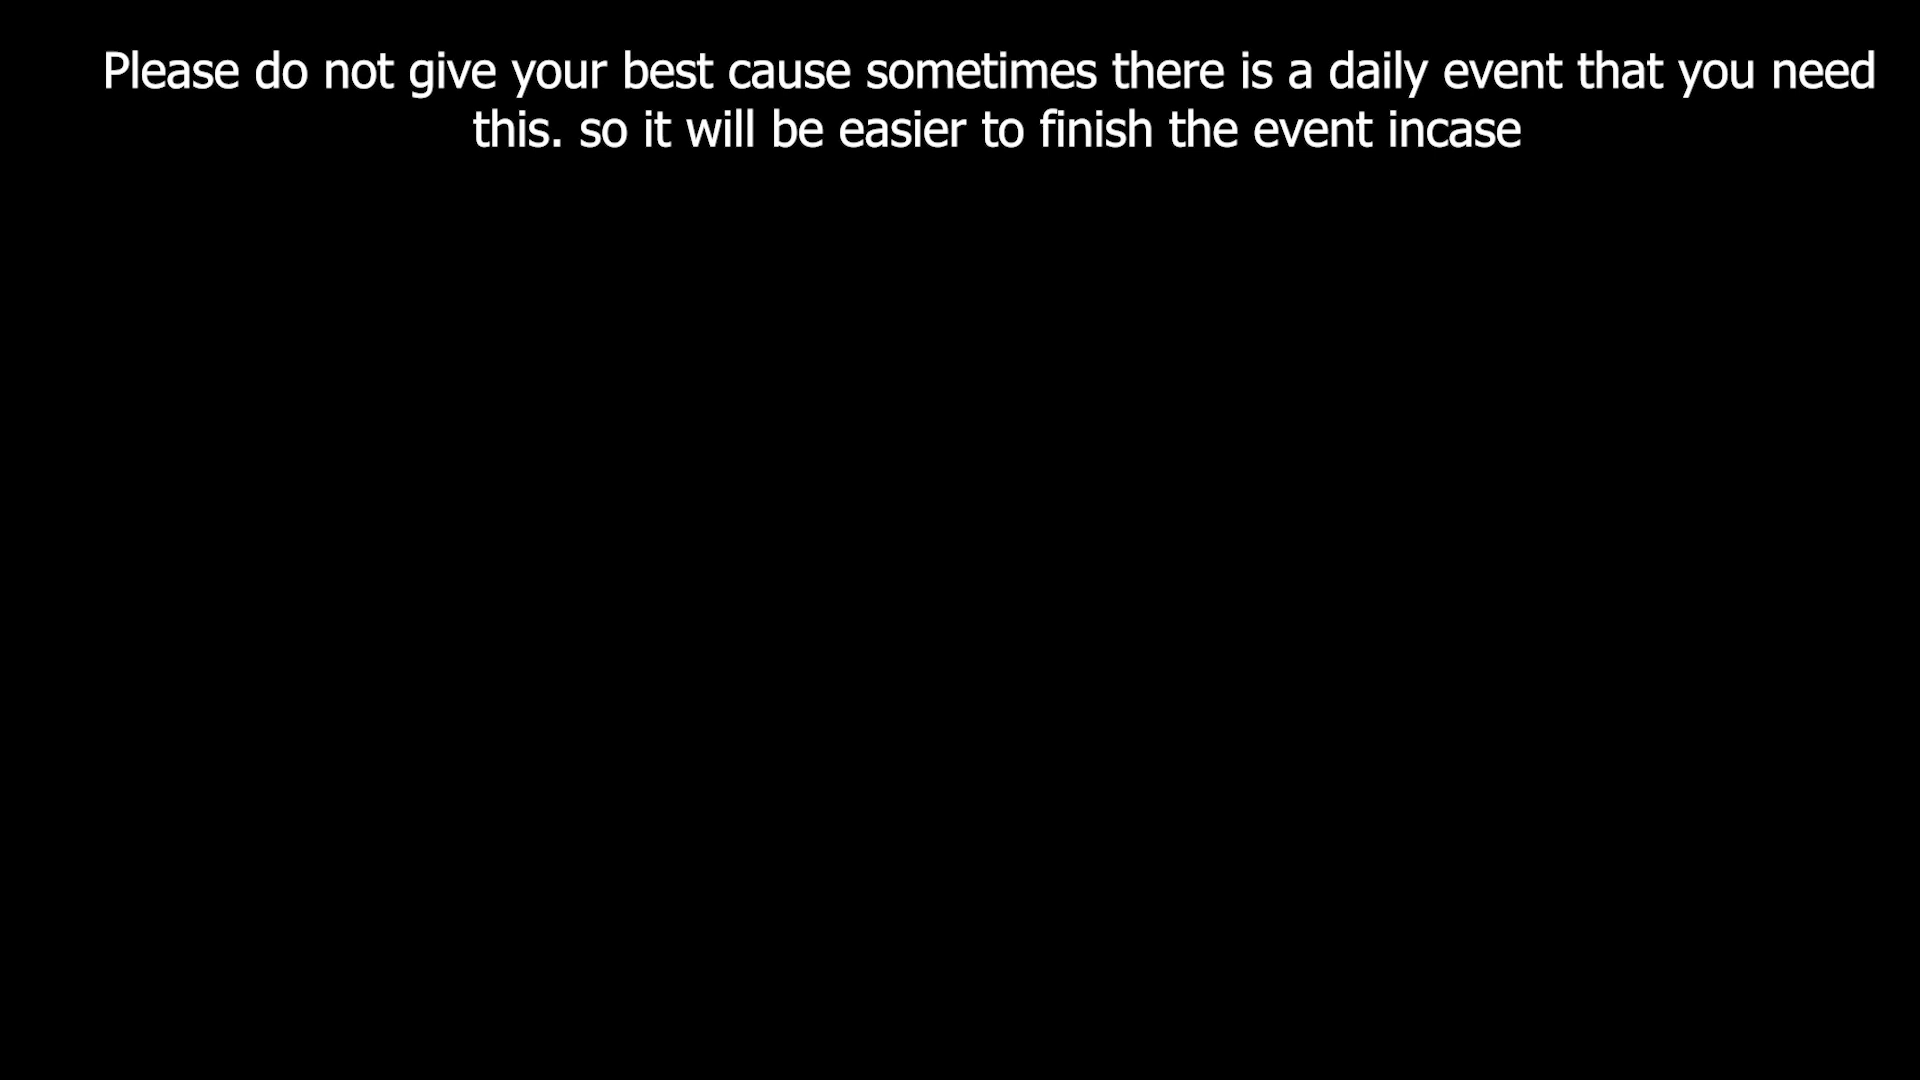 Please do not give your best cause sometimes there is a daily event that you need
this. so it will be easier to finish the event incase